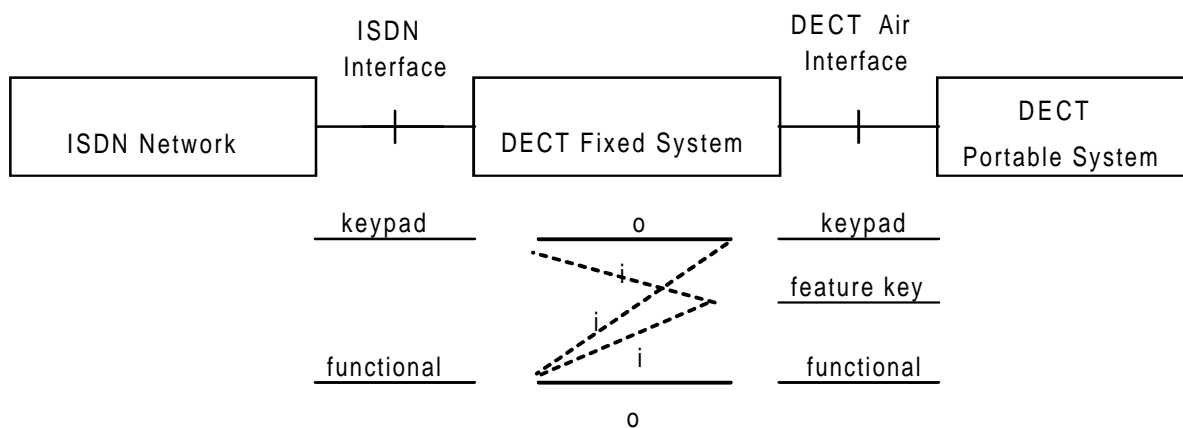 ISDN
Interface
DECT Air
Interface
ISDN Network
DECT Fixed System
DECT
Portable System
keypad
o
keypad
i
feature key
i
functional
i
functional
o